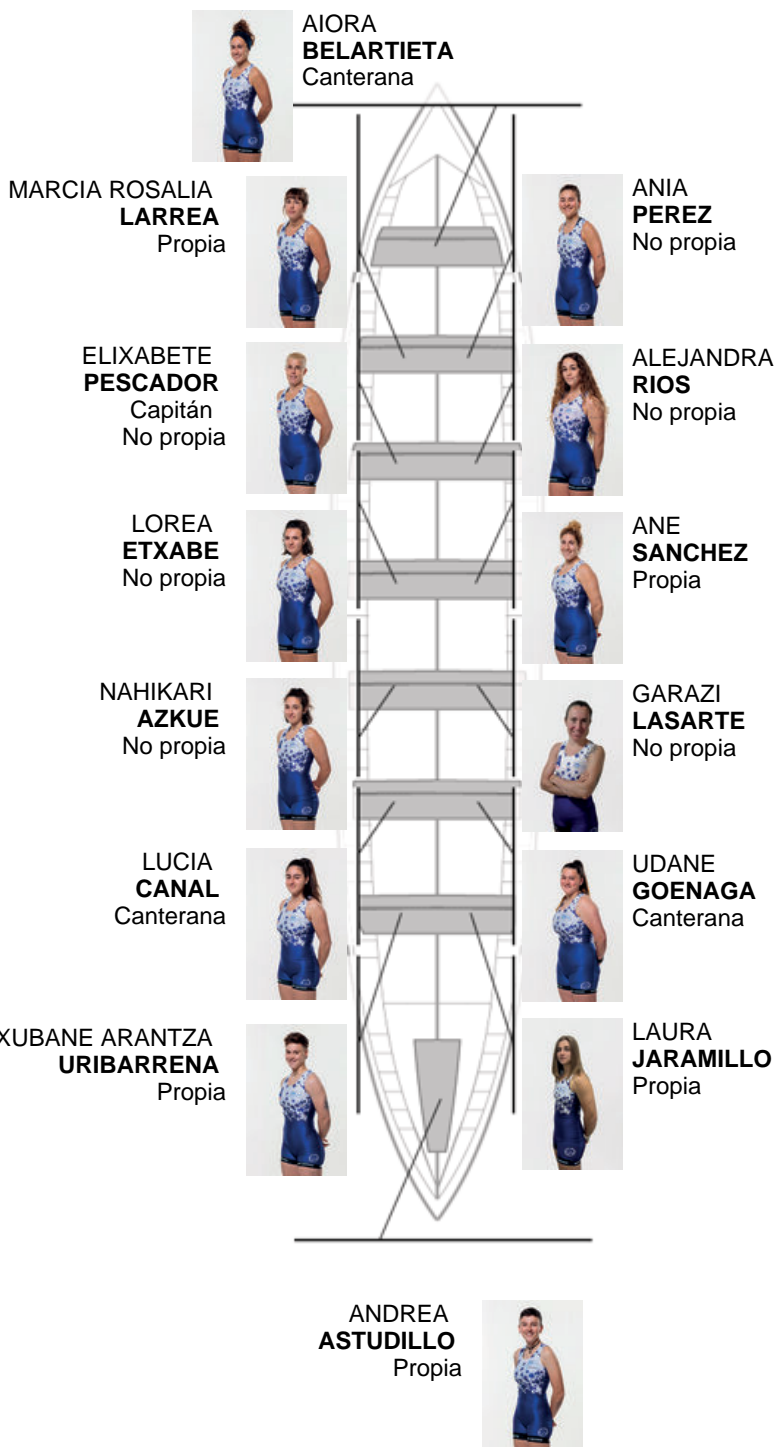 AIORA
BELARTIETA
Canterana
MARCIA ROSALIA
LARREA
Propia
ANIA
PEREZ
No propia
ELIXABETE
PESCADOR
Capitán
No propia
ALEJANDRA
RIOS
No propia
LOREA
ETXABE
No propia
ANE
SANCHEZ
Propia
NAHIKARI
AZKUE
No propia
GARAZI
LASARTE
No propia
LUCIA
CANAL
Canterana
UDANE
GOENAGA
Canterana
XUBANE ARANTZA
URIBARRENA
Propia
LAURA
JARAMILLO
Propia
ANDREA
ASTUDILLO
Propia